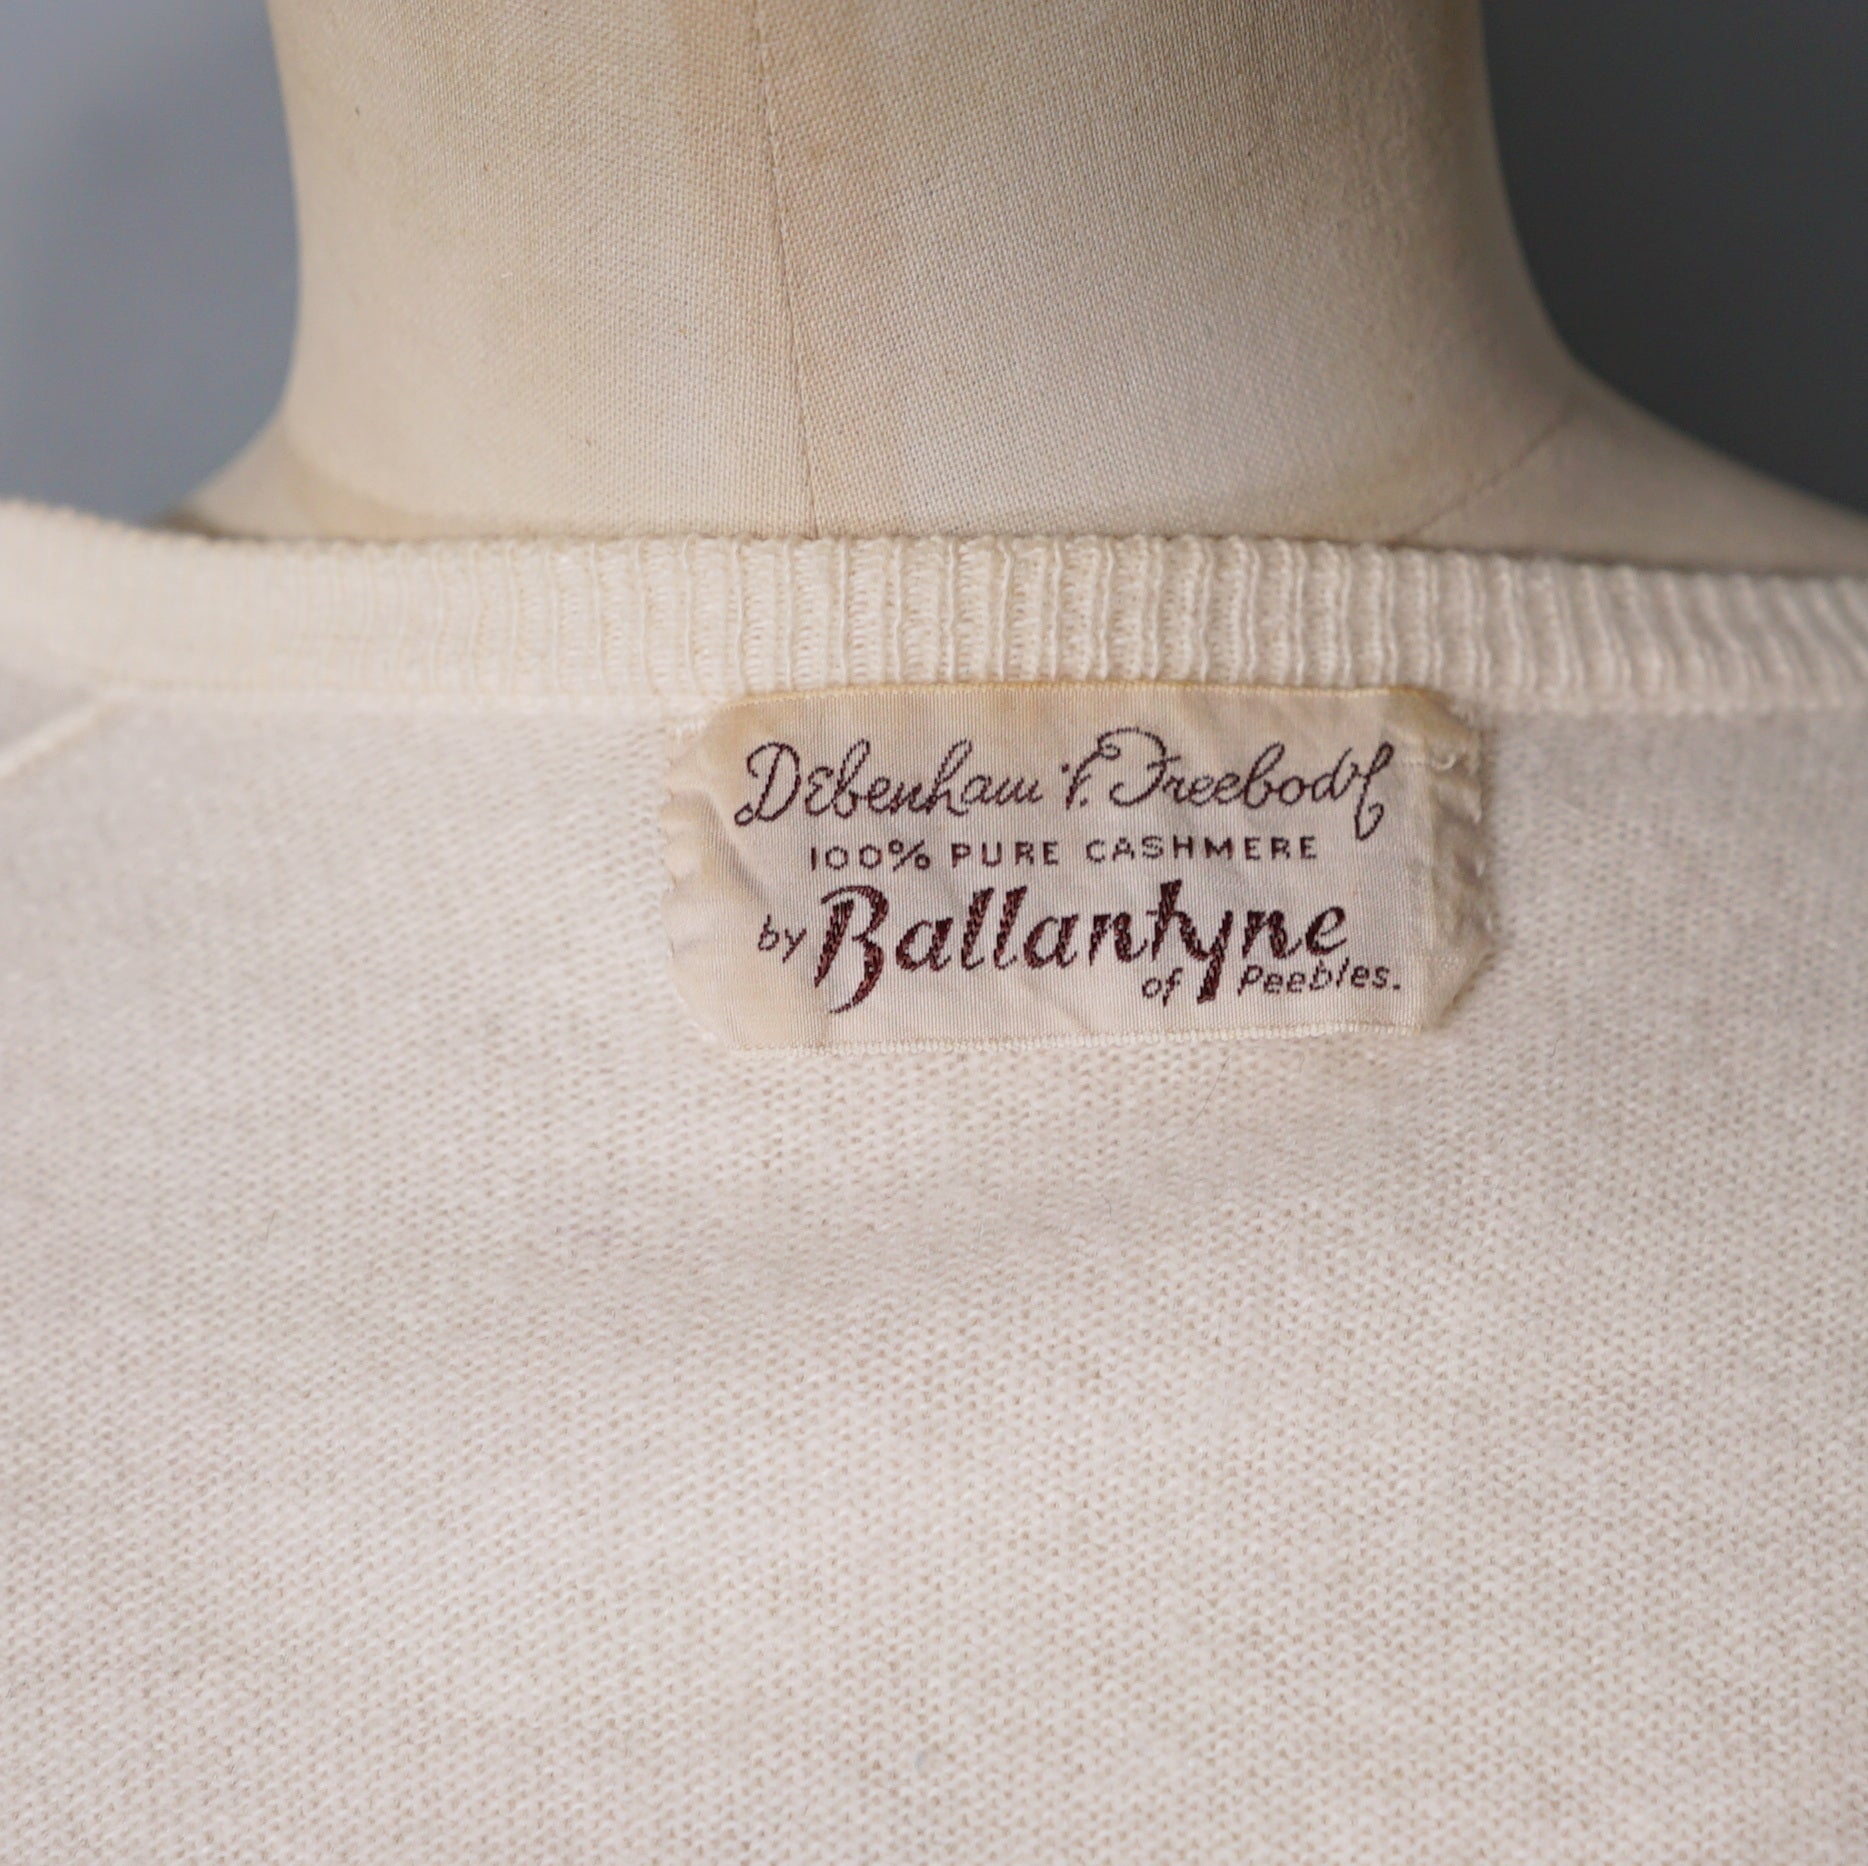 Debenham & Freebody
100% PURE CASHMERE
by Ballantyne
of Peebles.